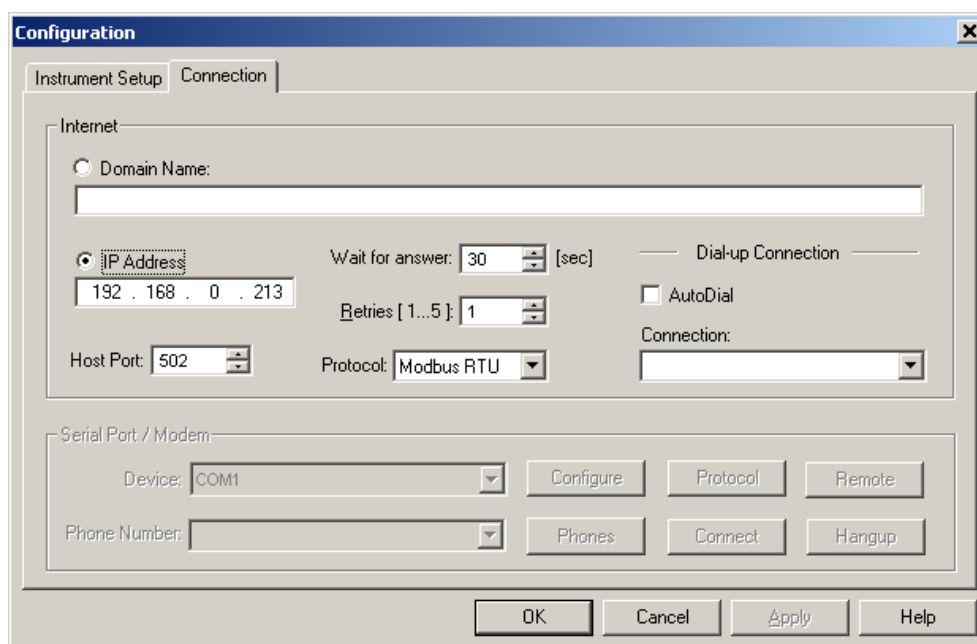 Configuration
Instrument Setup Connection
Internet
Domain Name:
IP Address Wait for answer: 30 [sec] Dial-up Connection
192 . 168 . 0 . 213 AutoDial
Retries [ 1...5 ]: 1
Connection:
Host Port: 502 Protocol: Modbus RTU
Serial Port / Modem
Device: COM1 Configure Protocol Remote
Phone Number: Phones Connect Hangup
OK Cancel Apply Help